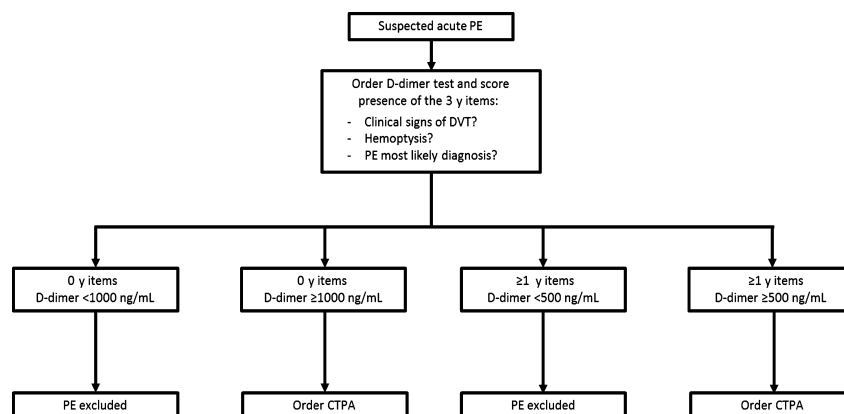 Suspected acute PE
Order D-dimer test and score
presence of the 3 y items:
- Clinical signs of DVT?
- Hemoptysis?
- PE most likely diagnosis?
0 y items
D-dimer <1000 ng/mL
0 y items
D-dimer ≥1000 ng/mL
≥1 y items
D-dimer <500 ng/mL
≥1 y items
D-dimer ≥500 ng/mL
PE excluded
Order CTPA
PE excluded
Order CTPA